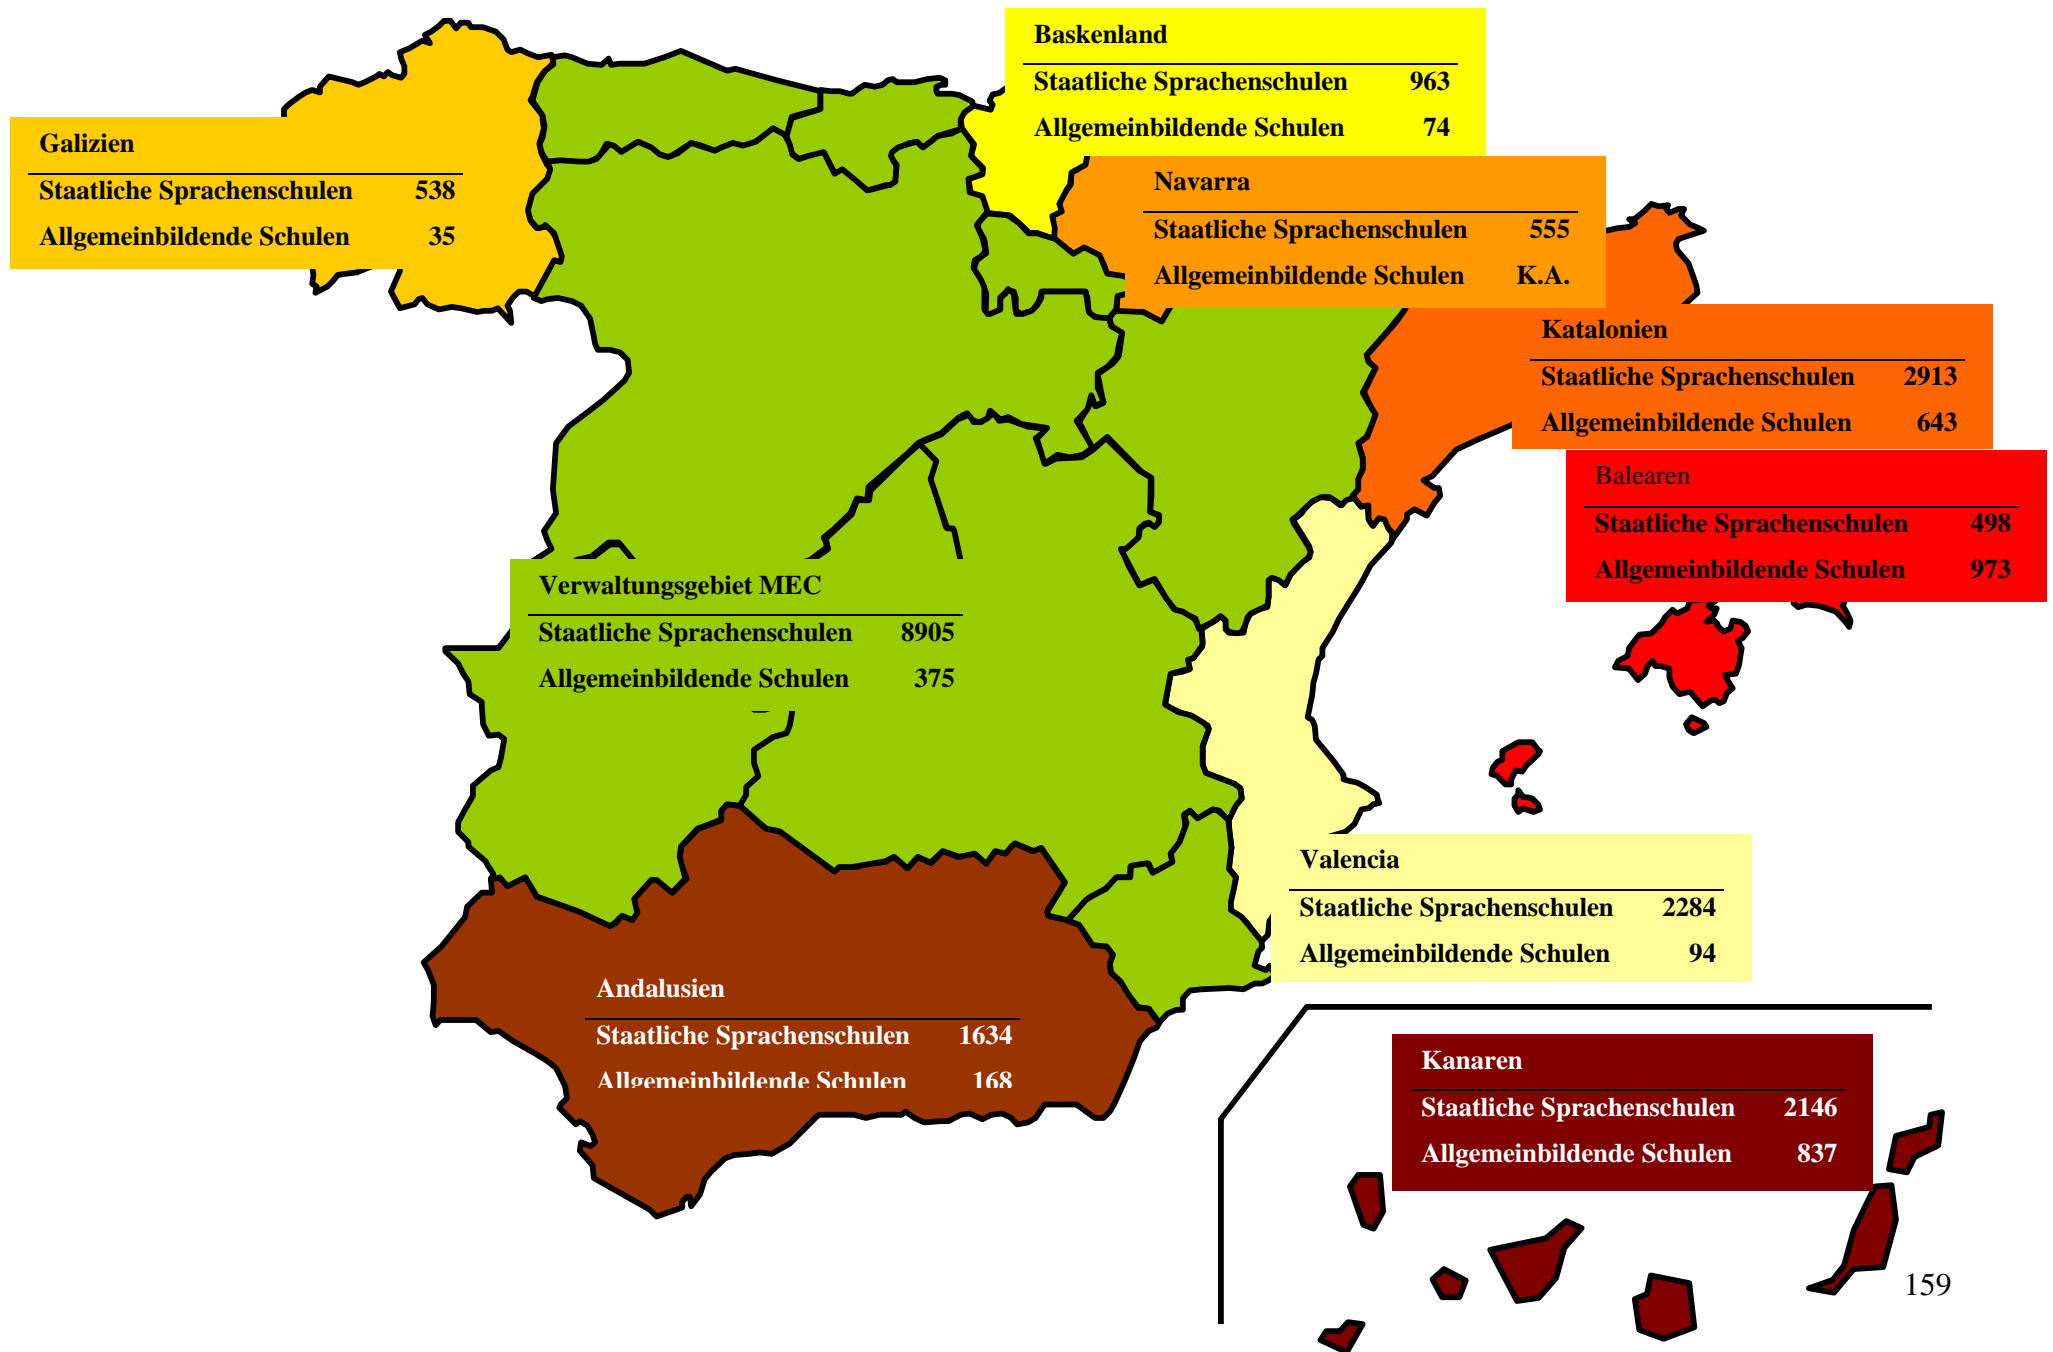 Baskenland
Staatliche Sprachenschulen 963
Allgemeinbildende Schulen 74
Galizien
Staatliche Sprachenschulen 538
Allgemeinbildende Schulen 35
Navarra
Staatliche Sprachenschulen 555
Allgemeinbildende Schulen K.A.
Katalonien
Staatliche Sprachenschulen 2913
Allgemeinbildende Schulen 643
Balearen
Staatliche Sprachenschulen 498
Allgemeinbildende Schulen 973
Verwaltungsgebiet MEC
Staatliche Sprachenschulen 8905
Allgemeinbildende Schulen 375
Valencia
Staatliche Sprachenschulen 2284
Allgemeinbildende Schulen 94
Andalusien
Staatliche Sprachenschulen 1634
Allgemeinbildende Schulen 168
Kanaren
Staatliche Sprachenschulen 2146
Allgemeinbildende Schulen 837
159